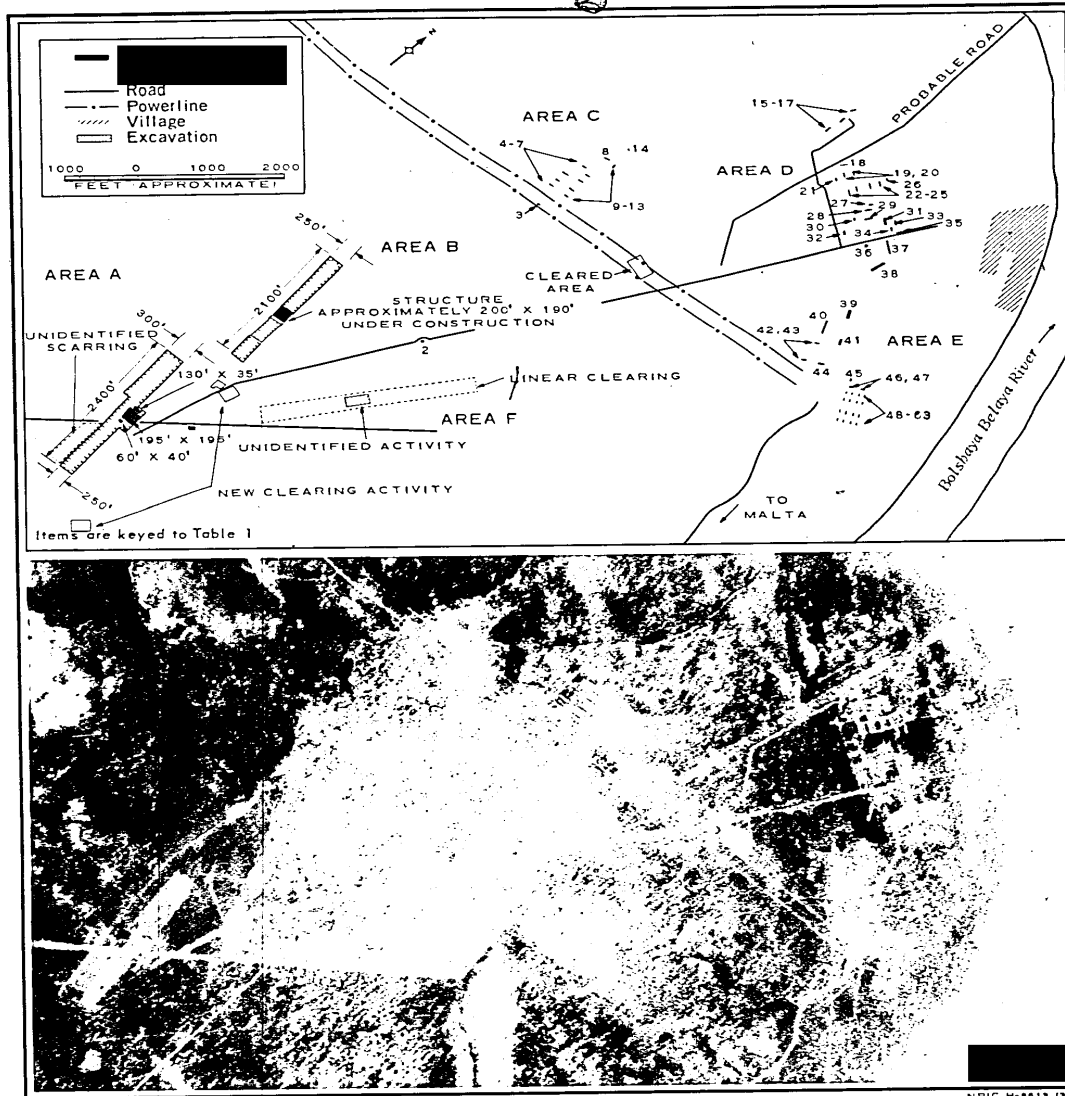 Road
Powerline
Village
Excavation
1000 0 1000 2000
FEET (APPROXIMATE)
N
AREA C
4-7
8
-14
9-13
3
15-17
PROBABLE ROAD
AREA D
18
19, 20
21
26
22-25
27
29
28
31
30
33
32
34
35
36
37
38
250'
AREA B
AREA A
2100'
STRUCTURE
APPROXIMATELY 200' X 190'
UNDER CONSTRUCTION
CLEARED
AREA
UNIDENTIFIED
SCARRING
300'
2400'
130' X 35'
2
LINEAR CLEARING
AREA F
195' X 195'
60' X 40'
UNIDENTIFIED ACTIVITY
250'
NEW CLEARING ACTIVITY
39
40
42,43
41
AREA E
44
45
46,47
48-63
Bolshaya Belaya River
TO
MALTA
Items are keyed to Table 1